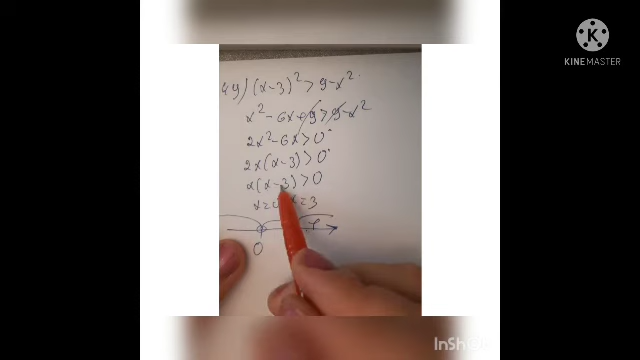 49) (x-3)² > 9-x²
x² - 6x + 9 > 9 - x²
2x² - 6x > 0
2x(x-3) > 0
x(x-3) > 0
x=0 x=3
+
0
KINEMASTER
InShOt